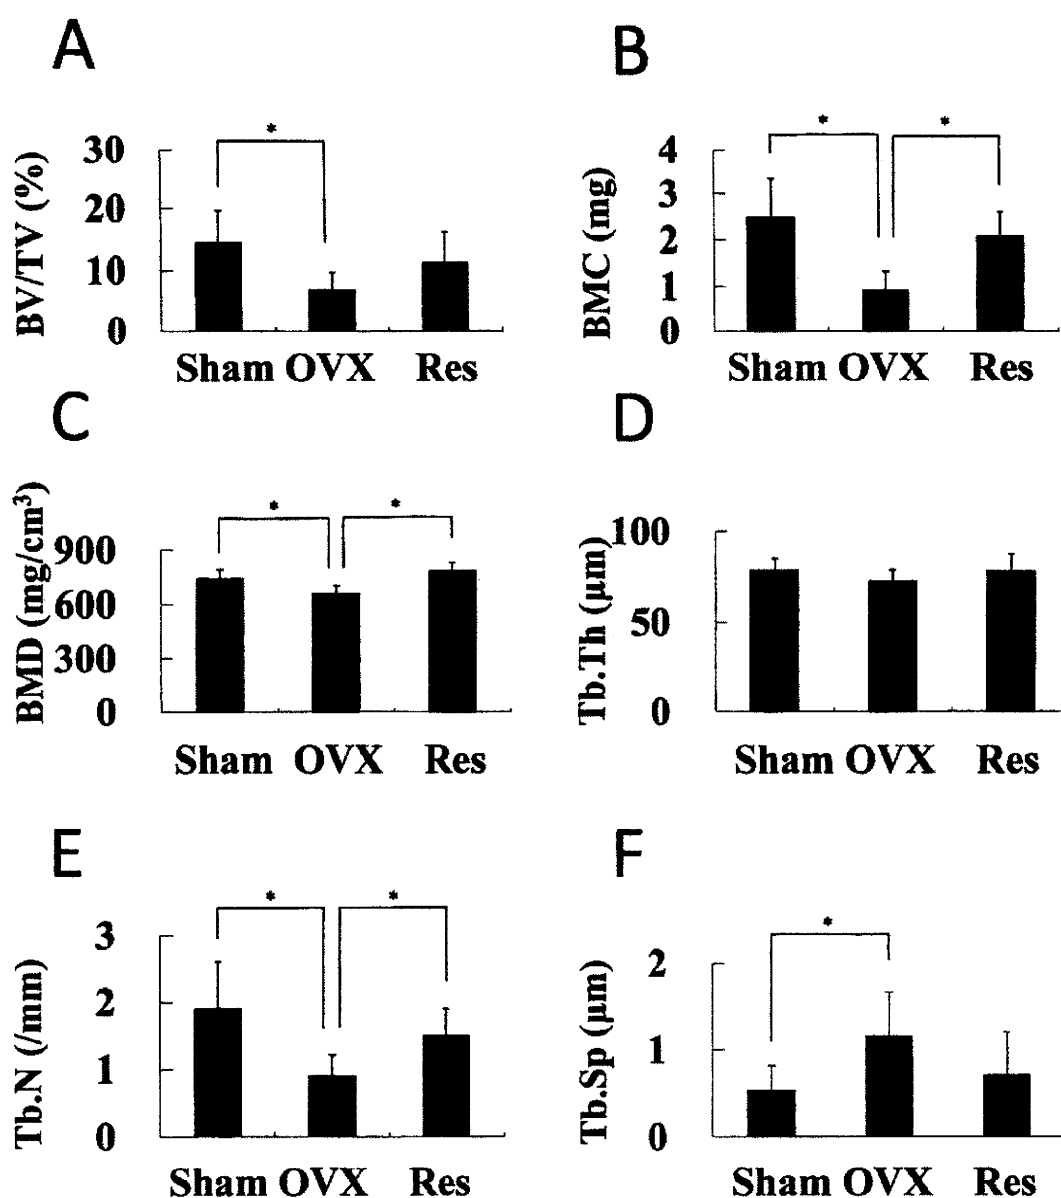 A
*
BV/TV (%)
30
20
10
0
Sham OVX Res
B
* *
BMC (mg)
4
3
2
1
0
Sham OVX Res
C
* *
BMD (mg/cm³)
900
600
300
0
Sham OVX Res
D
Tb.Th (μm)
100
50
0
Sham OVX Res
E
* *
Tb.N (/mm)
3
2
1
0
Sham OVX Res
F
*
Tb.Sp (μm)
2
1
0
Sham OVX Res